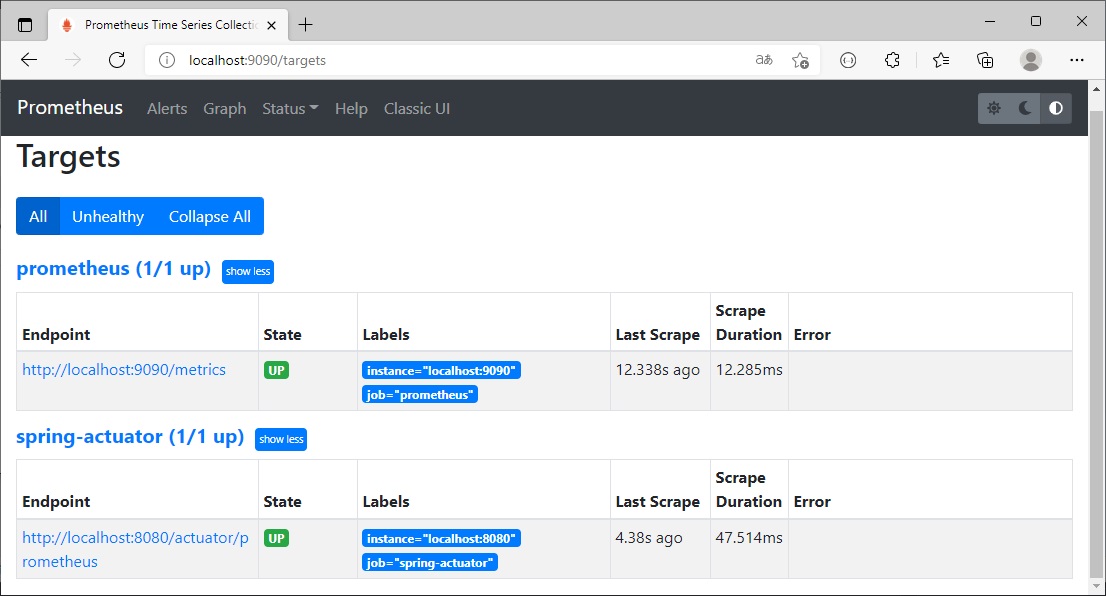 Prometheus Time Series Collectic
localhost:9090/targets
aあ
Prometheus Alerts Graph Status Help Classic UI
Targets
All Unhealthy Collapse All
prometheus (1/1 up) show less
Endpoint State Labels Last Scrape Scrape Duration Error
http://localhost:9090/metrics UP instance="localhost:9090" 12.338s ago 12.285ms
job="prometheus"
spring-actuator (1/1 up) show less
Endpoint State Labels Last Scrape Scrape Duration Error
http://localhost:8080/actuator/p UP instance="localhost:8080" 4.38s ago 47.514ms
rometheus job="spring-actuator"